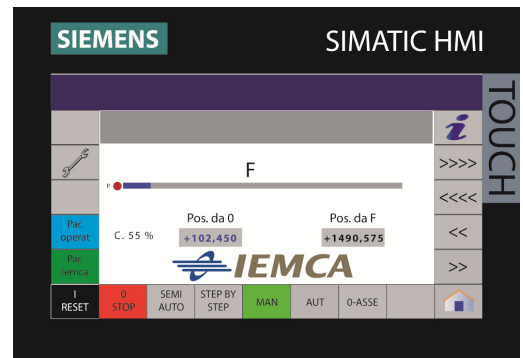 SIEMENS
SIMATIC HMI
TOUCH
i
F
>>>>
P
<<<<
Par. operat
C. 55 %
Pos. da 0
+102,450
Pos. da F
+1490,575
<<
Par. Iemca
IEMCA
>>
I RESET
0 STOP
SEMI AUTO
STEP BY STEP
MAN
AUT
0-ASSE